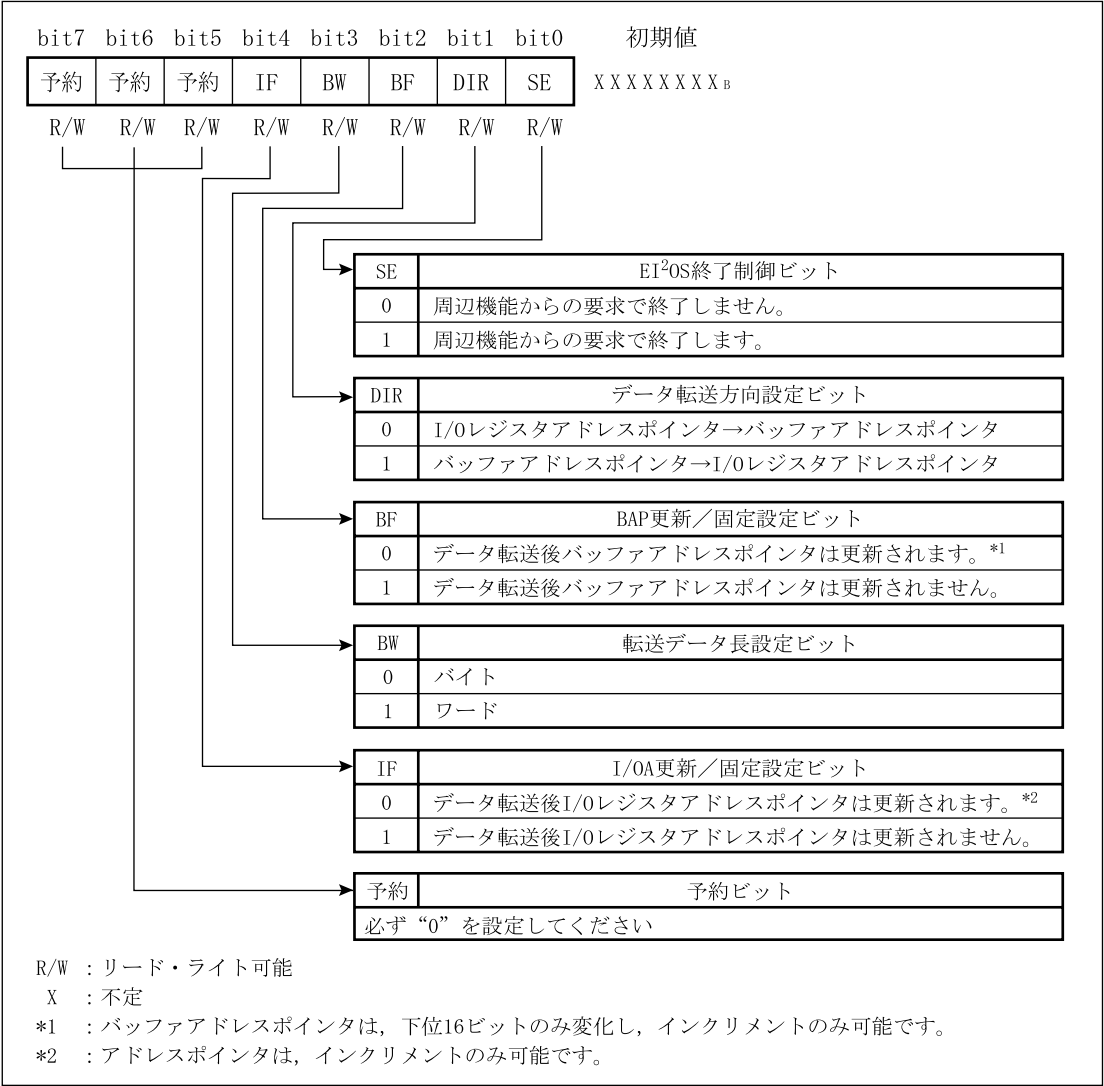 bit7 bit6 bit5 bit4 bit3 bit2 bit1 bit0 初期値
予約 予約 予約 IF BW BF DIR SE XXXXXXXXB
R/W R/W R/W R/W R/W R/W R/W R/W
SE EI²OS終了制御ビット
0 周辺機能からの要求で終了しません。
1 周辺機能からの要求で終了します。
DIR データ転送方向設定ビット
0 I/Oレジスタアドレスポインタ→バッファアドレスポインタ
1 バッファアドレスポインタ→I/Oレジスタアドレスポインタ
BF BAP更新／固定設定ビット
0 データ転送後バッファアドレスポインタは更新されます。*1
1 データ転送後バッファアドレスポインタは更新されません。
BW 転送データ長設定ビット
0 バイト
1 ワード
IF I/OA更新／固定設定ビット
0 データ転送後I/Oレジスタアドレスポインタは更新されます。*2
1 データ転送後I/Oレジスタアドレスポインタは更新されません。
予約 予約ビット
必ず“0”を設定してください
R/W ：リード・ライト可能
X ：不定
*1 ：バッファアドレスポインタは，下位16ビットのみ変化し，インクリメントのみ可能です。
*2 ：アドレスポインタは，インクリメントのみ可能です。